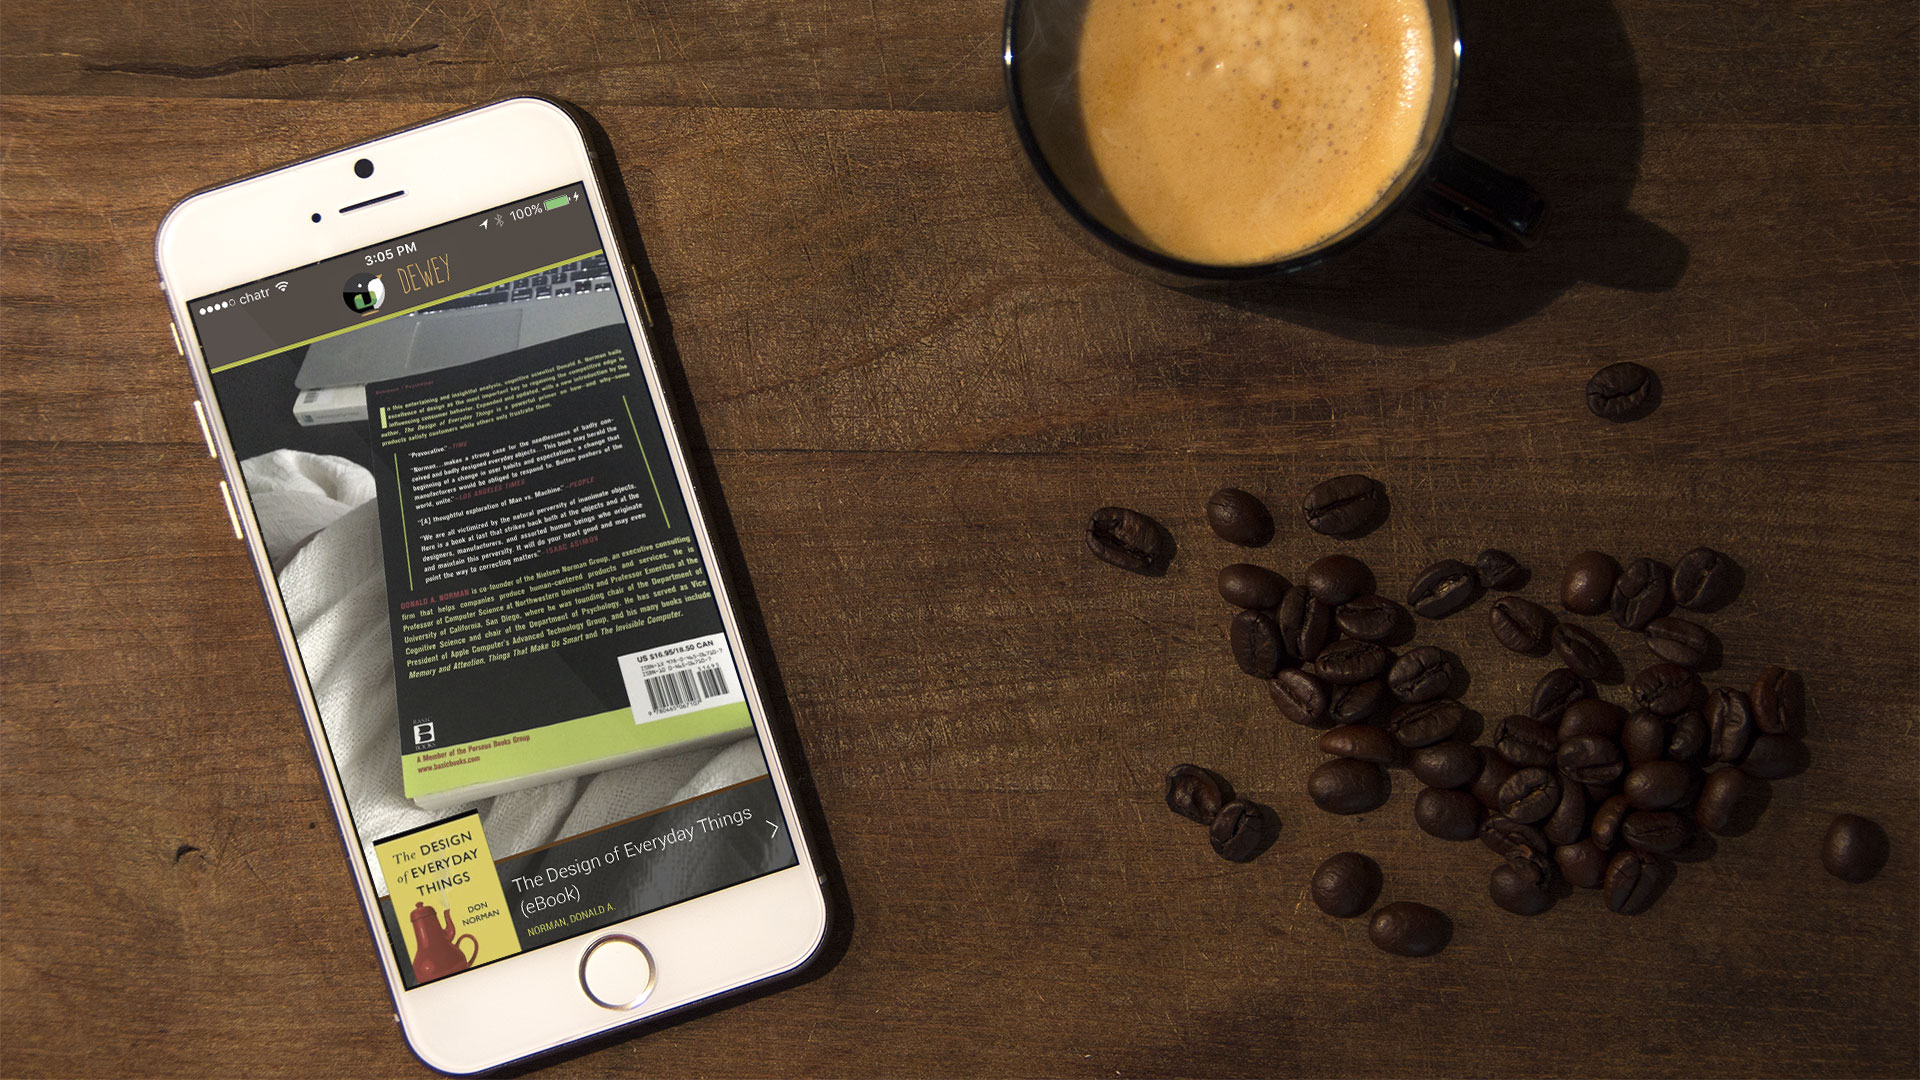 ●●●●○ chatr
3:05 PM
100%
DEWEY
In this entertaining and insightful analysis, cognitive scientist Donald A. Norman hails
excellence of design as the most important key to regaining the competitive edge in
influencing consumer behavior. Expanded and updated, with a new introduction by the
author, The Design of Everyday Things is a powerful primer on how—and why—some
products satisfy customers while others only frustrate them.
"Provocative." —TIME
"Norman...makes a strong case for the needlessness of badly con-
ceived and badly designed everyday objects....This book may herald the
beginning of a change in user habits and expectations, a change that
manufacturers would be obliged to respond to. Button pushers of the
world, unite." —LOS ANGELES TIMES
"[A] thoughtful exploration of Man vs. Machine." —PEOPLE
"We are all victimized by the natural perversity of inanimate objects.
Here is a book at last that strikes back both at the objects and at the
designers, manufacturers, and assorted human beings who originate
and maintain this perversity. It will do your heart good and may even
point the way to correcting matters." —ISAAC ASIMOV
DONALD A. NORMAN is co-founder of the Nielsen Norman Group, an executive consulting
firm that helps companies produce human-centered products and services. He is
Professor of Computer Science at Northwestern University and Professor Emeritus at the
University of California, San Diego, where he was founding chair of the Department of
Cognitive Science and chair of the Department of Psychology. He has served as Vice
President of Apple Computer's Advanced Technology Group, and his many books include
Memory and Attention, Things That Make Us Smart and The Invisible Computer.
US $16.95/18.50 CAN
ISBN-13 978-0-465-06710-7
ISBN-10 0-465-06710-7
9 780465 067107
BASIC
B
BOOKS
A Member of the Perseus Books Group
www.basicbooks.com
The DESIGN
of EVERYDAY
THINGS
DON
NORMAN
The Design of Everyday Things
(eBook)
NORMAN, DONALD A.